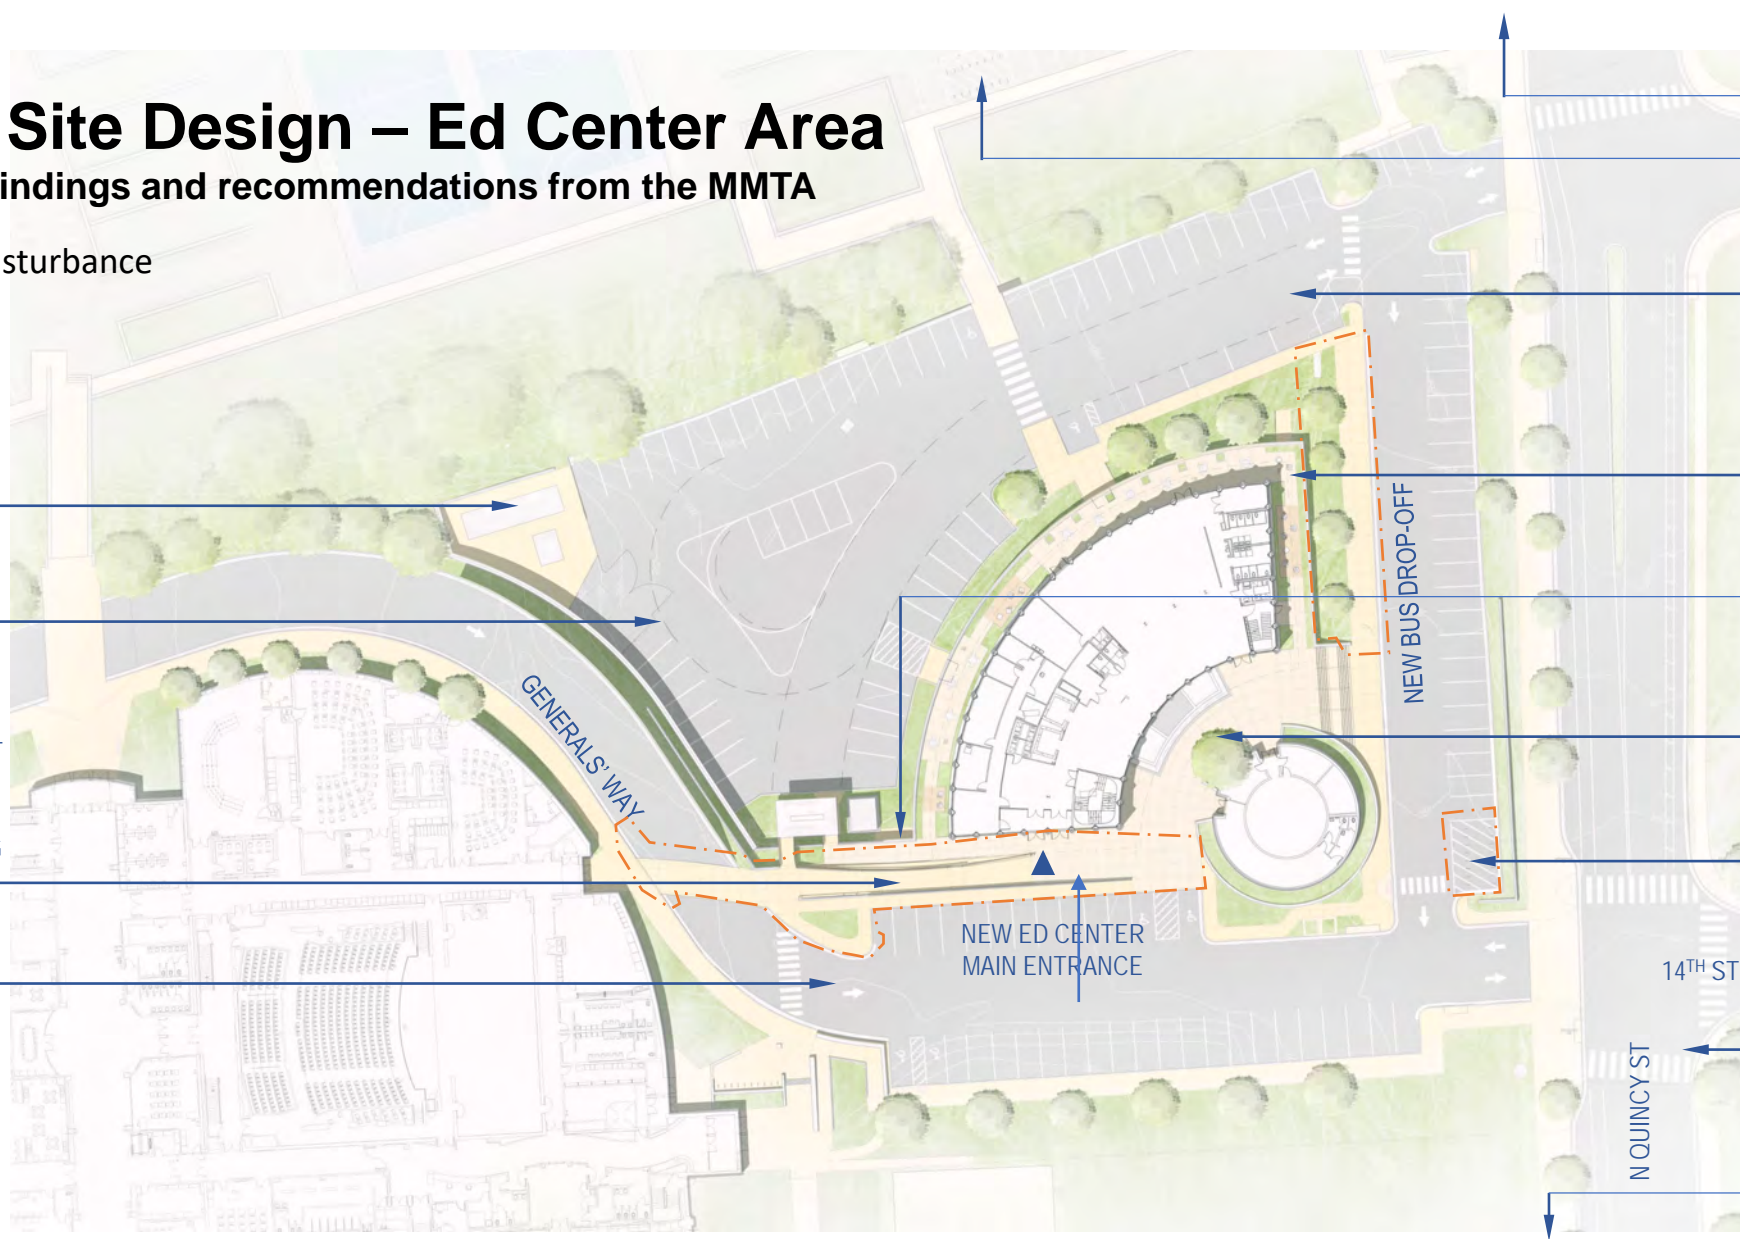 Site Design – Ed Center Area
indings and recommendations from the MMTA
sturbance
GENERALS' WAY
NEW BUS DROP-OFF
NEW ED CENTER
MAIN ENTRANCE
14TH ST
N QUINCY ST